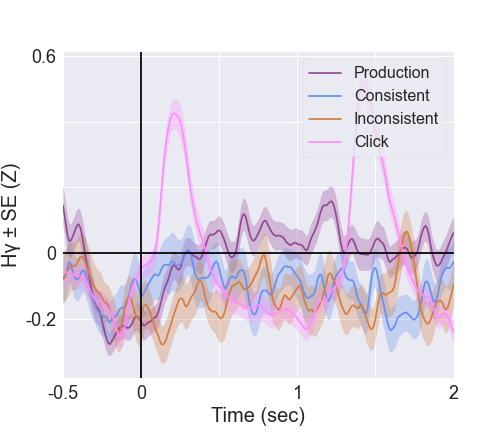 0.6
Production
Consistent
Inconsistent
Click
0
-0.2
Hγ ± SE (Z)
-0.5
0
1
2
Time (sec)